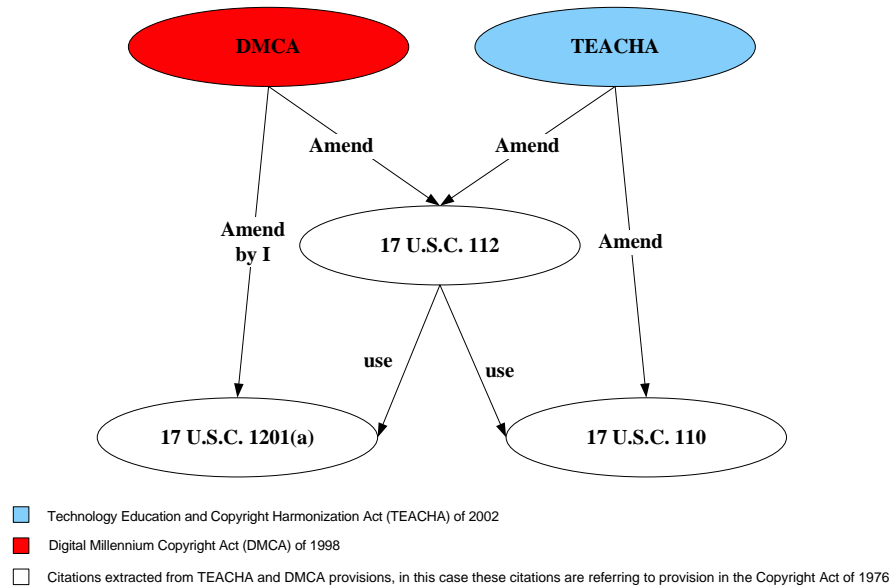 DMCA
TEACHA
Amend
Amend
Amend
by I
17 U.S.C. 112
Amend
use
use
17 U.S.C. 1201(a)
17 U.S.C. 110
Technology Education and Copyright Harmonization Act (TEACHA) of 2002
Digital Millennium Copyright Act (DMCA) of 1998
Citations extracted from TEACHA and DMCA provisions, in this case these citations are referring to provision in the Copyright Act of 1976